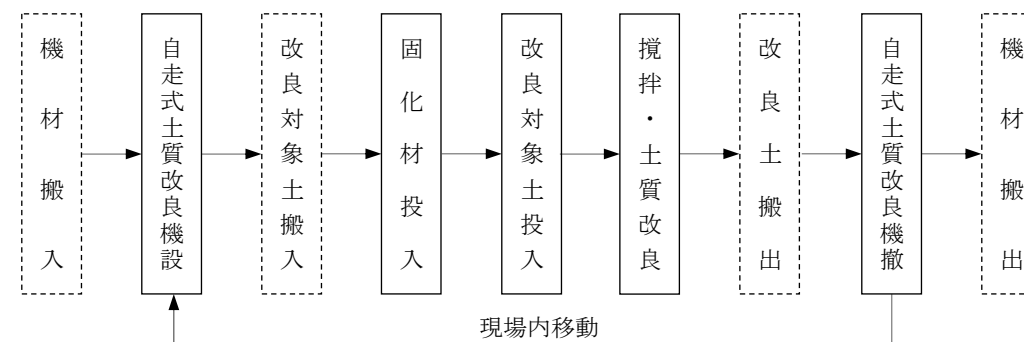 機材搬入
自走式土質改良機設
改良対象土搬入
固化材投入
改良対象土投入
撹拌・土質改良
改良土搬出
自走式土質改良機撤
機材搬出
現場内移動